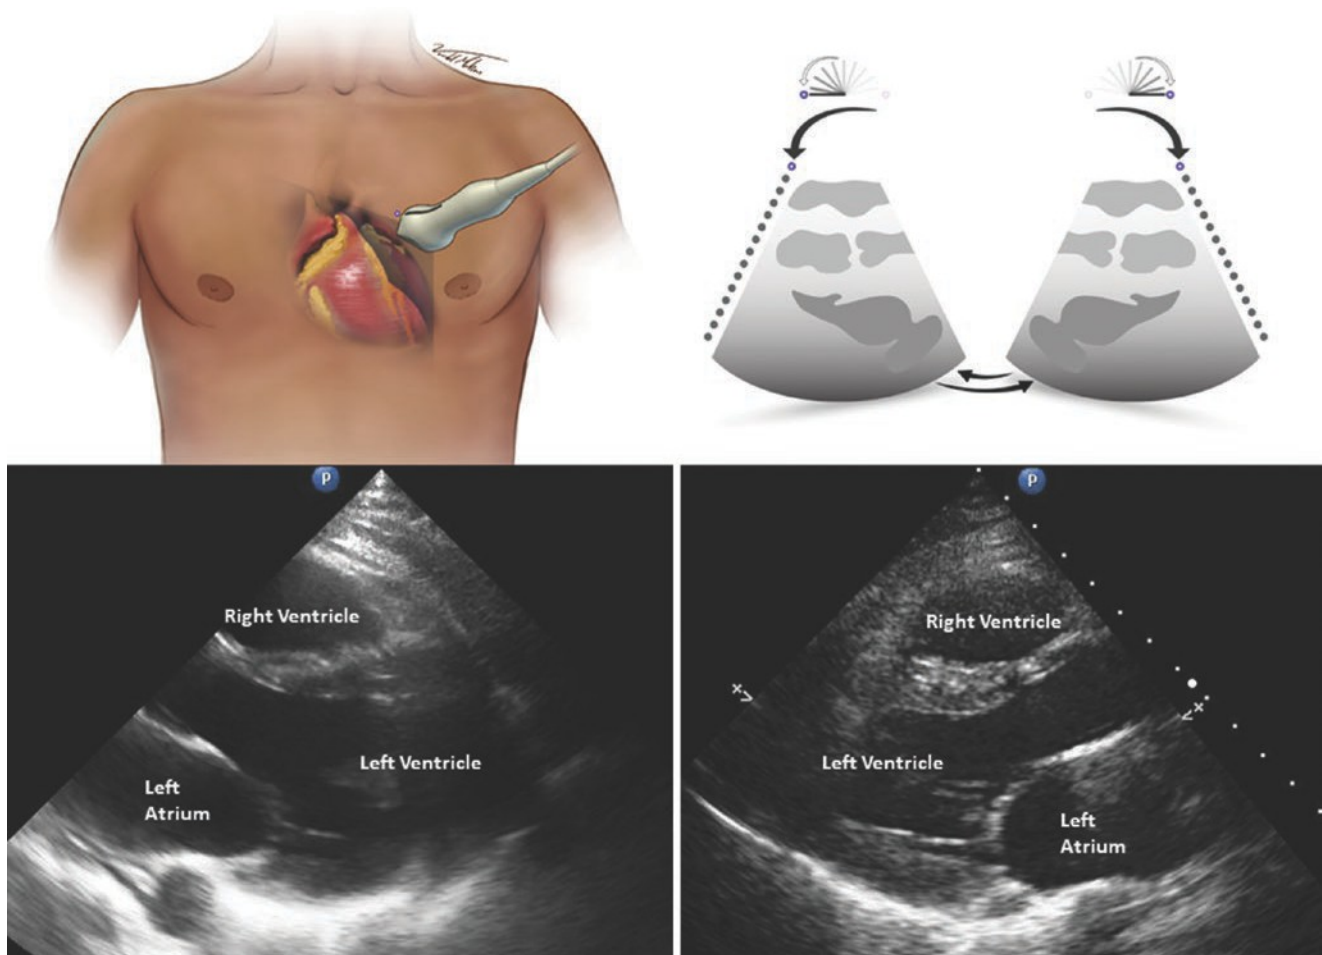 P
Right Ventricle
Left Ventricle
Left
Atrium
P
Right Ventricle
x
v
x
v
Left Ventricle
Left
Atrium